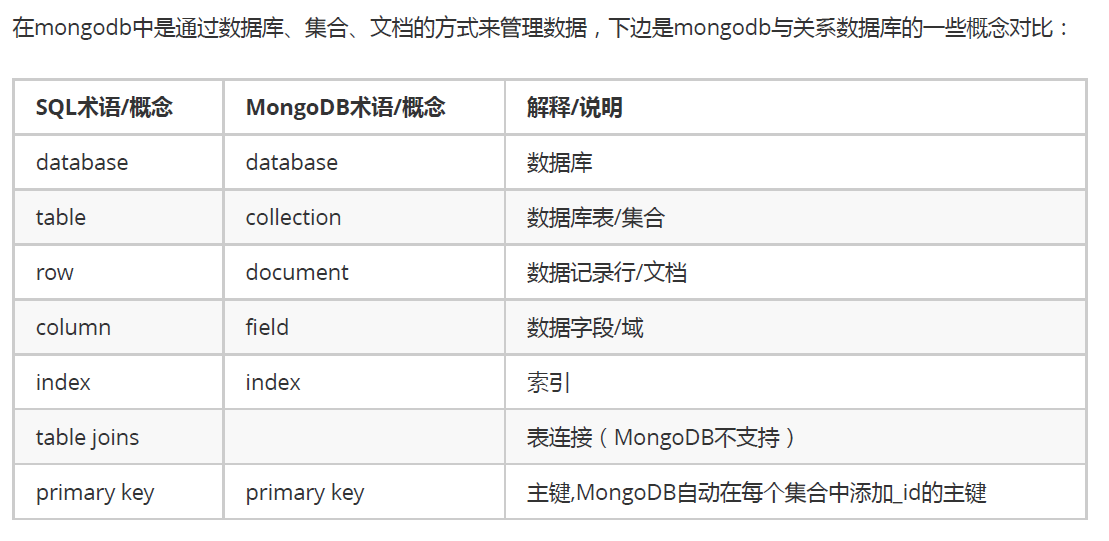 在mongodb中是通过数据库、集合、文档的方式来管理数据，下边是mongodb与关系数据库的一些概念对比：
SQL术语/概念 MongoDB术语/概念 解释/说明
database database 数据库
table collection 数据库表/集合
row document 数据记录行/文档
column field 数据字段/域
index index 索引
table joins 表连接（MongoDB不支持）
primary key primary key 主键,MongoDB自动在每个集合中添加_id的主键